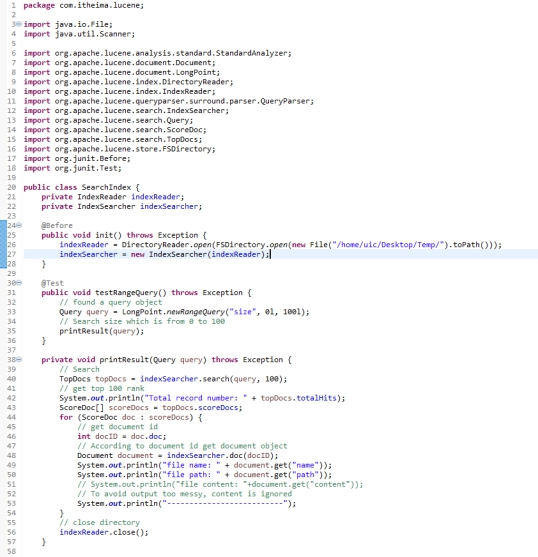 1 package com.itheima.lucene;
2
3 import java.io.File;
4 import java.util.Scanner;
5
6 import org.apache.lucene.analysis.standard.StandardAnalyzer;
7 import org.apache.lucene.document.Document;
8 import org.apache.lucene.document.LongPoint;
9 import org.apache.lucene.index.DirectoryReader;
10 import org.apache.lucene.index.IndexReader;
11 import org.apache.lucene.queryparser.surround.parser.QueryParser;
12 import org.apache.lucene.search.IndexSearcher;
13 import org.apache.lucene.search.Query;
14 import org.apache.lucene.search.ScoreDoc;
15 import org.apache.lucene.search.TopDocs;
16 import org.apache.lucene.store.FSDirectory;
17 import org.junit.Before;
18 import org.junit.Test;
19
20 public class SearchIndex {
21     private IndexReader indexReader;
22     private IndexSearcher indexSearcher;
23
24     @Before
25     public void init() throws Exception {
26         indexReader = DirectoryReader.open(FSDirectory.open(new File("/home/uic/Desktop/Temp/").toPath()));
27         indexSearcher = new IndexSearcher(indexReader);
28     }
29
30     @Test
31     public void testRangeQuery() throws Exception {
32         // found a query object
33         Query query = LongPoint.newRangeQuery("size", 0l, 100l);
34         // Search size which is from 0 to 100
35         printResult(query);
36     }
37
38     private void printResult(Query query) throws Exception {
39         // Search
40         TopDocs topDocs = indexSearcher.search(query, 100);
41         // get top 100 rank
42         System.out.println("Total record number: " + topDocs.totalHits);
43         ScoreDoc[] scoreDocs = topDocs.scoreDocs;
44         for (ScoreDoc doc : scoreDocs) {
45             // get document id
46             int docID = doc.doc;
47             // According to document id get document object
48             Document document = indexSearcher.doc(docID);
49             System.out.println("file name: " + document.get("name"));
50             System.out.println("file path: " + document.get("path"));
51             // System.out.println("file content: "+document.get("content"));
52             // To avoid output too messy, content is ignored
53             System.out.println("--------------------------");
54         }
55         // close directory
56         indexReader.close();
57     }
58